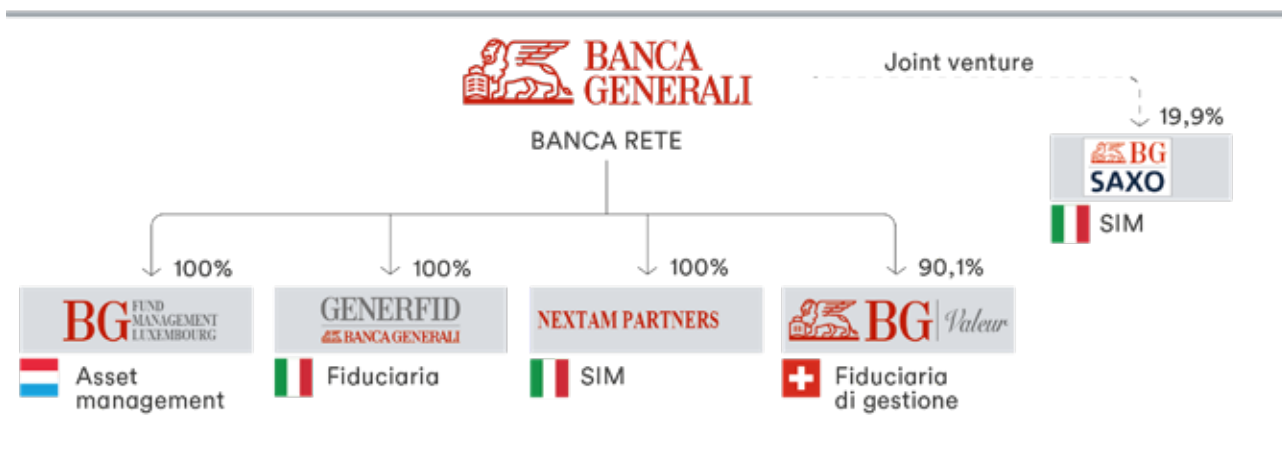 BANCA
GENERALI
BANCA RETE
Joint venture
19,9%
BG
SAXO
SIM
100%
100%
100%
90,1%
BG FUND
MANAGEMENT
LUXEMBOURG
GENERFID
BANCA GENERALI
NEXTAM PARTNERS
BG Valeur
Asset
management
Fiduciaria
SIM
Fiduciaria
di gestione